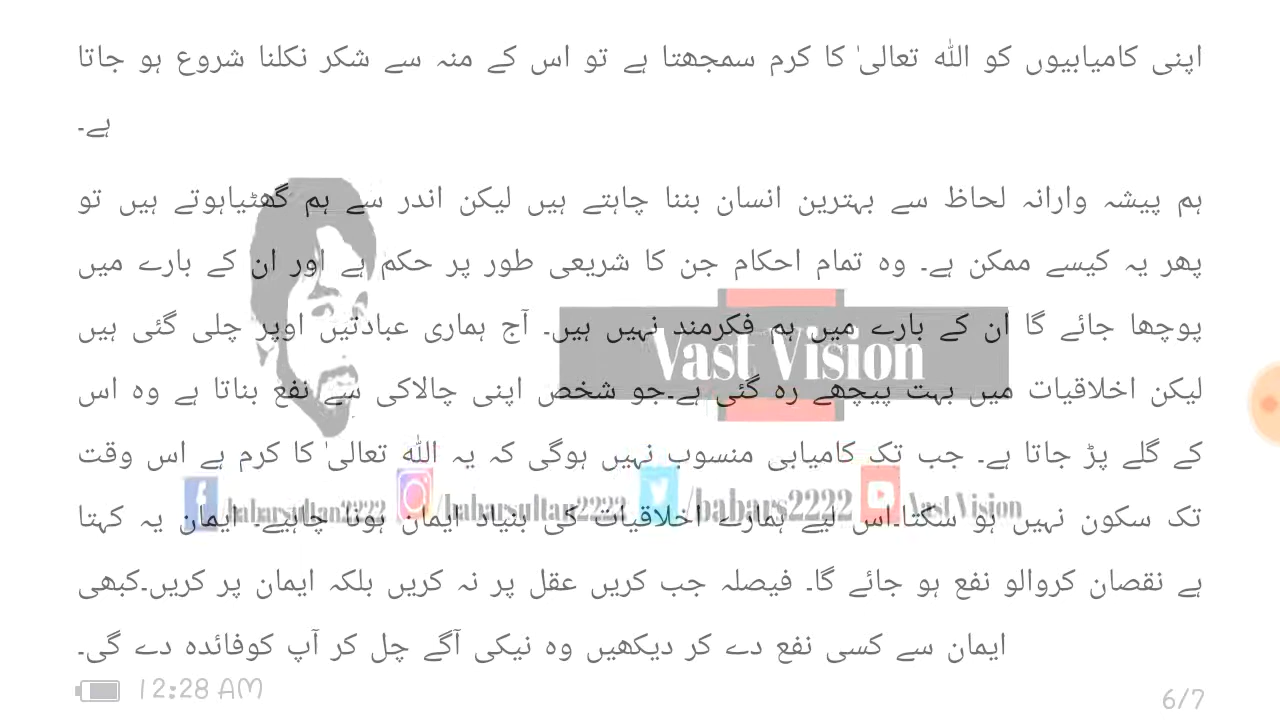 اپنی کامیابیوں کو اللہ تعالیٰ کا کرم سمجھتا ہے تو اس کے منہ سے شکر نکلنا شروع ہو جاتا
ہے۔
ہم پیشہ وارانہ لحاظ سے بہترین انسان بننا چاہتے ہیں لیکن اندر سے ہم گھٹیاہوتے ہیں تو
پھر یہ کیسے ممکن ہے۔ وہ تمام احکام جن کا شریعی طور پر حکم ہے اور ان کے بارے میں
پوچھا جائے گا ان کے بارے میں ہم فکرمند نہیں ہیں۔ آج ہماری عبادتیں اوپر چلی گئی ہیں
Vast Vision
لیکن اخلاقیات میں بہت پیچھے رہ گئی ہے۔جو شخص اپنی چالاکی سے نفع بناتا ہے وہ اس
کے گلے پڑ جاتا ہے۔ جب تک کامیابی منسوب نہیں ہوگی کہ یہ اللہ تعالیٰ کا کرم ہے اس وقت
/babarsultan2222 /babarsultan2222 /babars2222 VastVision
تک سکون نہیں ہو سکتا۔اس لیے ہمارے اخلاقیات کی بنیاد ایمان ہونا چاہیے۔ ایمان یہ کہتا
ہے نقصان کروالو نفع ہو جائے گا۔ فیصلہ جب کریں عقل پر نہ کریں بلکہ ایمان پر کریں۔کبھی
ایمان سے کسی نفع دے کر دیکھیں وہ نیکی آگے چل کر آپ کوفائدہ دے گی۔
12:28 AM
6/7